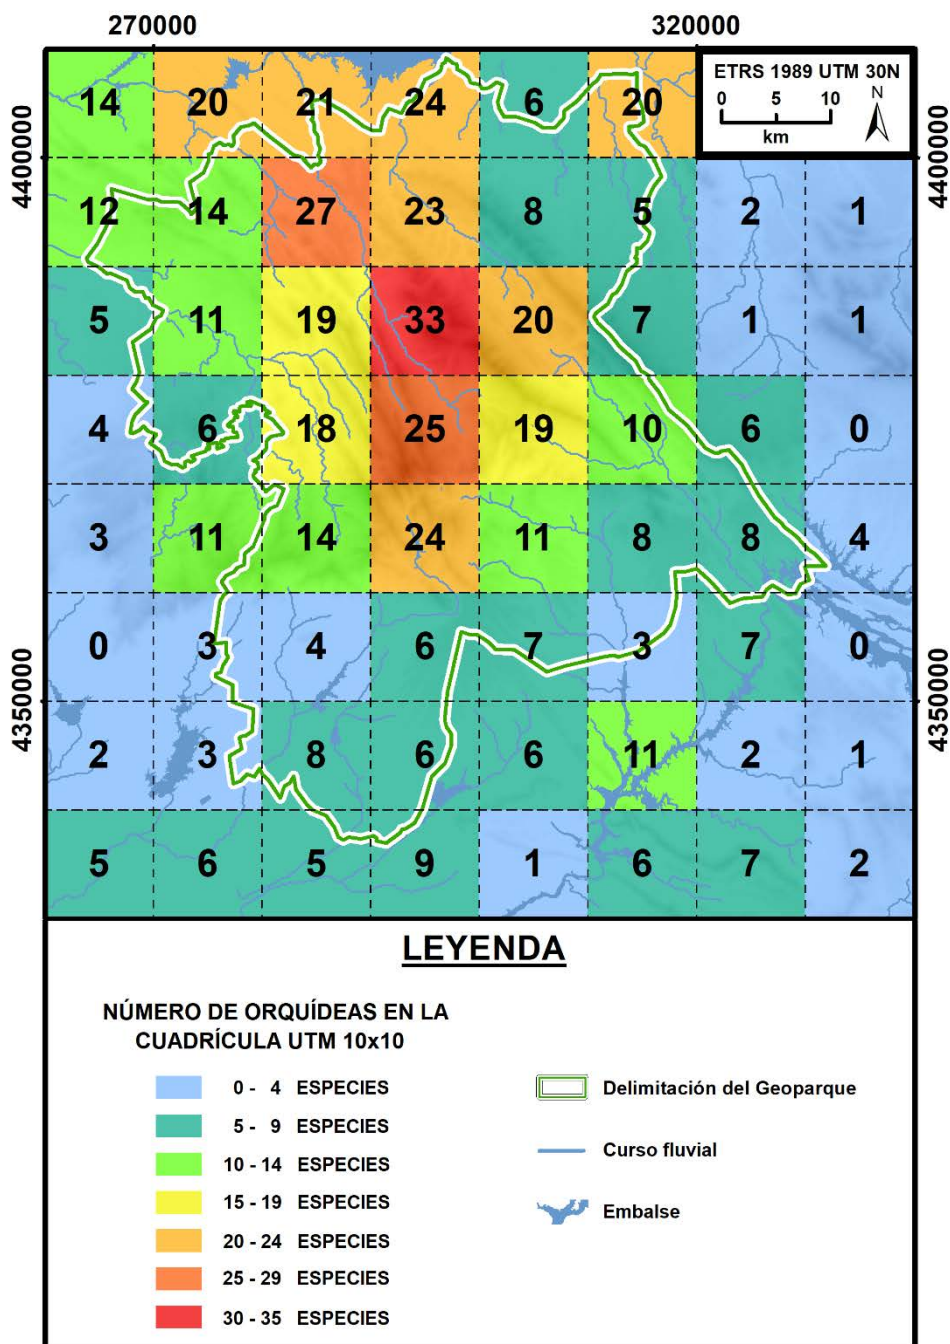 270000 320000
ETRS 1989 UTM 30N
N
0 5 10
km
14 20 21 24 6 20
4400000 4400000
12 14 27 23 8 5 2 1
5 11 19 33 20 7 1 1
4 6 18 25 19 10 6 0
3 11 14 24 11 8 8 4
0 3 4 6 7 3 7 0
4350000 4350000
2 3 8 6 6 11 2 1
5 6 5 9 1 6 7 2
LEYENDA
NÚMERO DE ORQUÍDEAS EN LA
CUADRÍCULA UTM 10x10
0 - 4 ESPECIES
5 - 9 ESPECIES
10 - 14 ESPECIES
15 - 19 ESPECIES
20 - 24 ESPECIES
25 - 29 ESPECIES
30 - 35 ESPECIES
Delimitación del Geoparque
Curso fluvial
Embalse